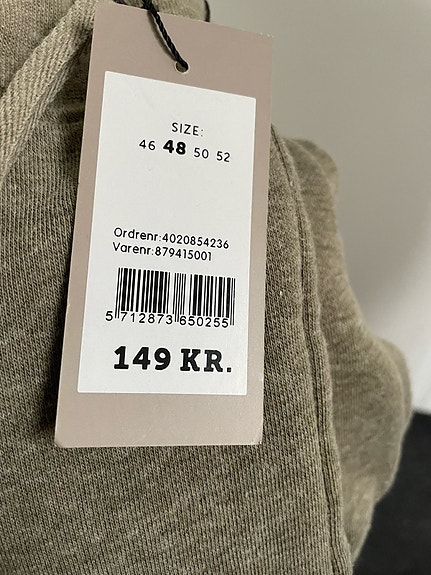 SIZE:
46 48 50 52
Ordrenr:4020854236
Varenr:879415001
5 712873 650255
149 KR.